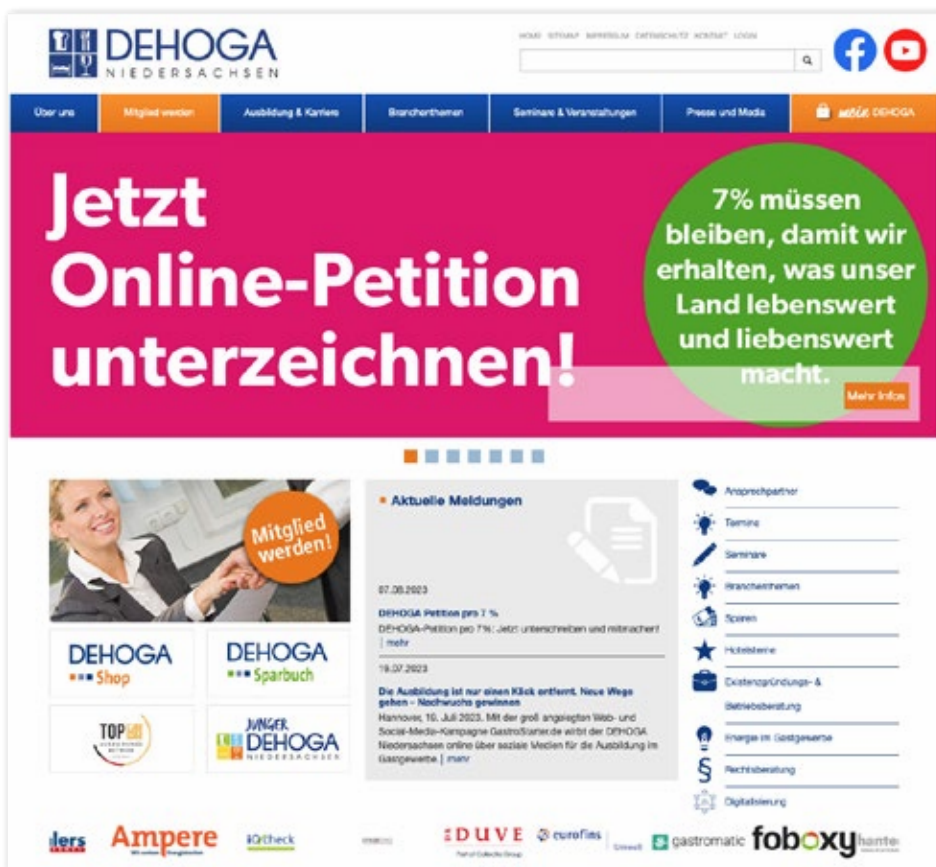 DEHOGA
NIEDERSACHSEN
HOME SITEMAP IMPRESSUM DATENSCHUTZ KONTAKT LOGIN
Über uns
Mitglied werden
Ausbildung & Karriere
Branchenthemen
Seminare & Veranstaltungen
Presse und Media
mein DEHOGA
Jetzt
Online-Petition
unterzeichnen!
7% müssen
bleiben, damit wir
erhalten, was unser
Land lebenswert
und liebenswert
macht.
Mehr Infos
Mitglied
werden!
DEHOGA
Shop
DEHOGA
Sparbuch
TOP
JUNGER
DEHOGA
NIEDERSACHSEN
Aktuelle Meldungen
07.08.2023
DEHOGA Petition pro 7 %
DEHOGA-Petition pro 7%: Jetzt unterschreiben und mitmachen!
| mehr
19.07.2023
Die Ausbildung ist nur einen Klick entfernt. Neue Wege
gehen – Nachwuchs gewinnen
Hannover, 19. Juli 2023. Mit der groß angelegten Web- und
Social-Media-Kampagne GastroStarter.de wirbt der DEHOGA
Niedersachsen online über soziale Medien für die Ausbildung im
Gastgewerbe. | mehr
Ansprechpartner
Termine
Seminare
Branchenthemen
Sparen
Hotelsterne
Existenzgründungs- &
Betriebsberatung
Energie im Gastgewerbe
§ Rechtsberatung
Digitalisierung
Ampere
DUVE
eurofins
Umwelt
gastromatic
foboxy